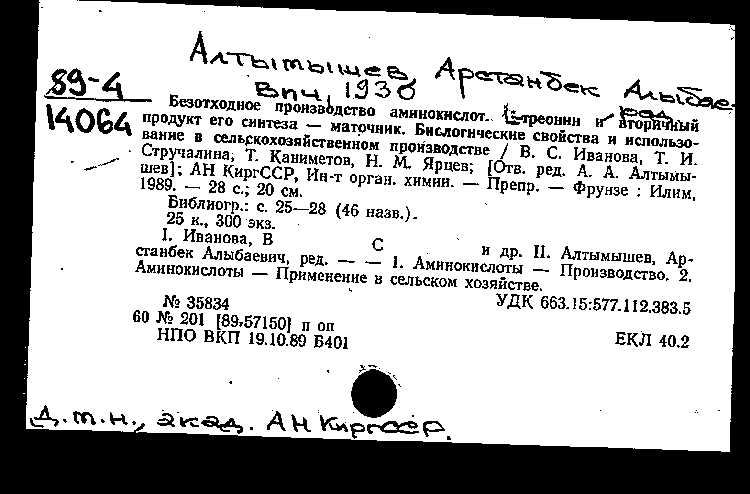 Алтымышев, Арстанбек Алыбае-
вич, 1930 ред.
89-4
14064
Безотходное производство аминокислот. L-треонин и вторичный
продукт его синтеза — маточник. Биологические свойства и использо-
вание в сельскохозяйственном производстве / В. С. Иванова, Т. И.
Стручалина, Т. Каниметов, Н. М. Ярцев; [Отв. ред. А. А. Алтымы-
шев]; АН КиргССР, Ин-т орган. химии. — Препр. — Фрунзе : Илим,
1989. — 28 с.; 20 см.
Библиогр.: с. 25—28 (46 назв.).
25 к., 300 экз.
I. Иванова, В С и др. II. Алтымышев, Ар-
станбек Алыбаевич, ред. — — 1. Аминокислоты — Производство. 2.
Аминокислоты — Применение в сельском хозяйстве.
№ 35834 УДК 663.15:577.112.383.5
60 № 201 [89-57150] п оп
НПО ВКП 19.10.89 Б401 ЕКЛ 40.2
Д.т.н., акад. АН КиргССР.